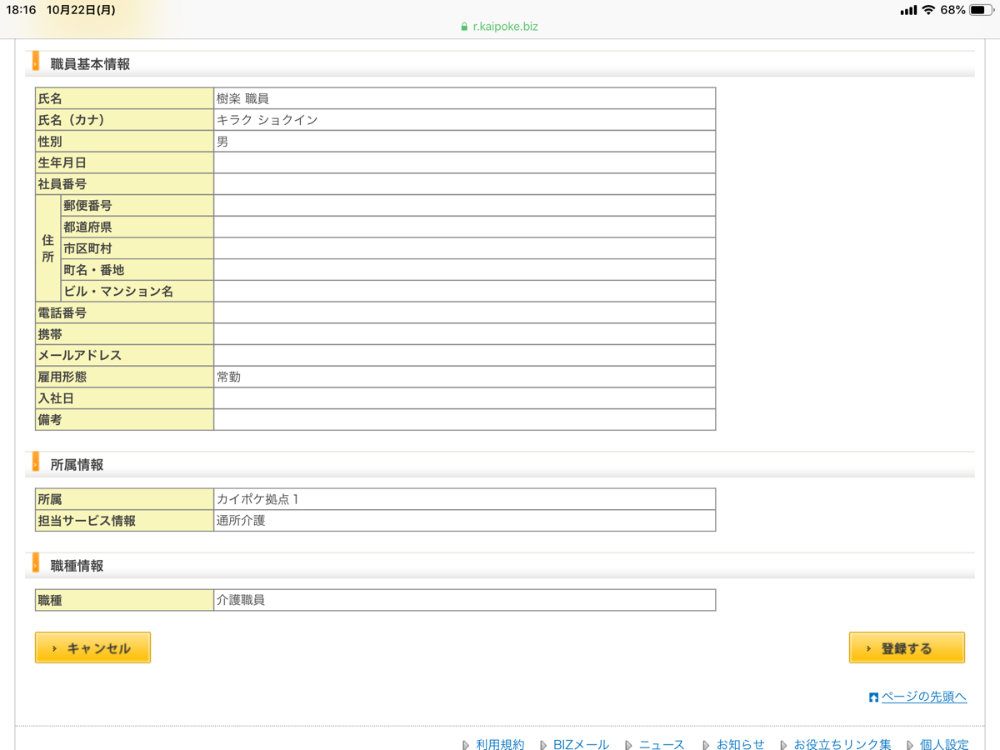 18:16 10月22日(月) 68%
r.kaipoke.biz
職員基本情報
氏名 樹楽 職員
氏名（カナ） キラク ショクイン
性別 男
生年月日
社員番号
住所
郵便番号
都道府県
市区町村
町名・番地
ビル・マンション名
電話番号
携帯
メールアドレス
雇用形態 常勤
入社日
備考
所属情報
所属 カイポケ拠点１
担当サービス情報 通所介護
職種情報
職種 介護職員
キャンセル 登録する
ページの先頭へ
利用規約 BIZメール ニュース お知らせ お役立ちリンク集 個人設定